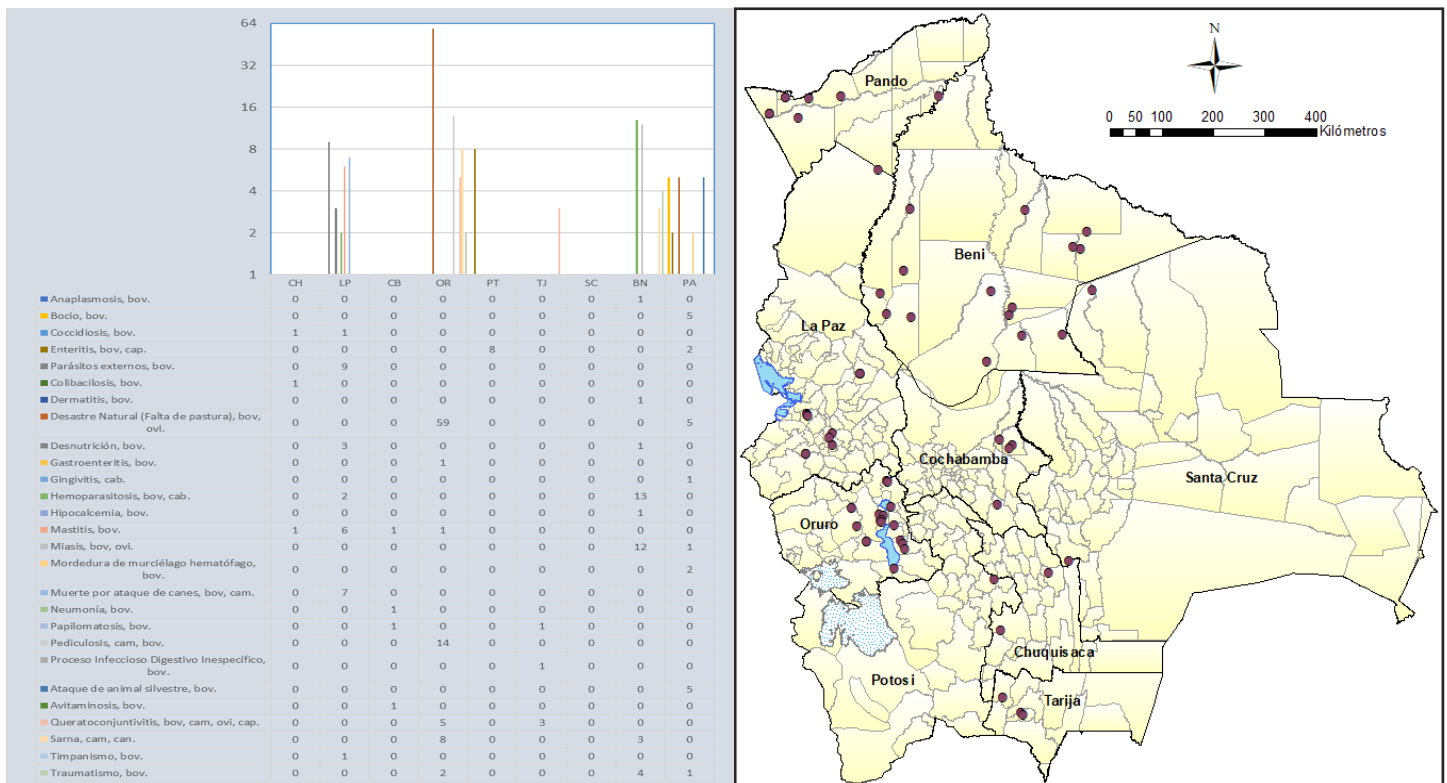 64
32
16
8
4
2
1
CH LP CB OR PT TJ SC BN PA
Anaplasmosis, bov. 0 0 0 0 0 0 0 1 0
Bocio, bov. 0 0 0 0 0 0 0 0 5
Coccidiosis, bov. 1 1 0 0 0 0 0 0 0
Enteritis, bov, cap. 0 0 0 0 8 0 0 0 2
Parásitos externos, bov. 0 9 0 0 0 0 0 0 0
Colibacilosis, bov. 1 0 0 0 0 0 0 0 0
Dermatitis, bov. 0 0 0 0 0 0 0 1 0
Desastre Natural (Falta de pastura), bov,
ovi. 0 0 0 59 0 0 0 0 5
Desnutrición, bov. 0 3 0 0 0 0 0 1 0
Gastroenteritis, bov. 0 0 0 1 0 0 0 0 0
Gingivitis, cab. 0 0 0 0 0 0 0 0 1
Hemoparasitosis, bov, cab. 0 2 0 0 0 0 0 13 0
Hipocalcemia, bov. 0 0 0 0 0 0 0 1 0
Mastitis, bov. 1 6 1 1 0 0 0 0 0
Miasis, bov, ovi. 0 0 0 0 0 0 0 12 1
Mordedura de murciélago hematófago,
bov. 0 0 0 0 0 0 0 0 2
Muerte por ataque de canes, bov, cam. 0 7 0 0 0 0 0 0 0
Neumonía, bov. 0 0 1 0 0 0 0 0 0
Papilomatosis, bov. 0 0 1 0 0 1 0 0 0
Pediculosis, cam, bov. 0 0 0 14 0 0 0 0 0
Proceso Infeccioso Digestivo Inespecífico,
bov. 0 0 0 0 0 1 0 0 0
Ataque de animal silvestre, bov. 0 0 0 0 0 0 0 0 5
Avitaminosis, bov. 0 0 1 0 0 0 0 0 0
Queratoconjuntivitis, bov, cam, ovi, cap. 0 0 0 5 0 3 0 0 0
Sarna, cam, can. 0 0 0 8 0 0 0 3 0
Timpanismo, bov. 0 1 0 0 0 0 0 0 0
Traumatismo, bov. 0 0 0 2 0 0 0 4 1
N
0 50 100 200 300 400
Kilómetros
Pando
Beni
La Paz
Cochabamba
Santa Cruz
Oruro
Chuquisaca
Potosi
Tarija